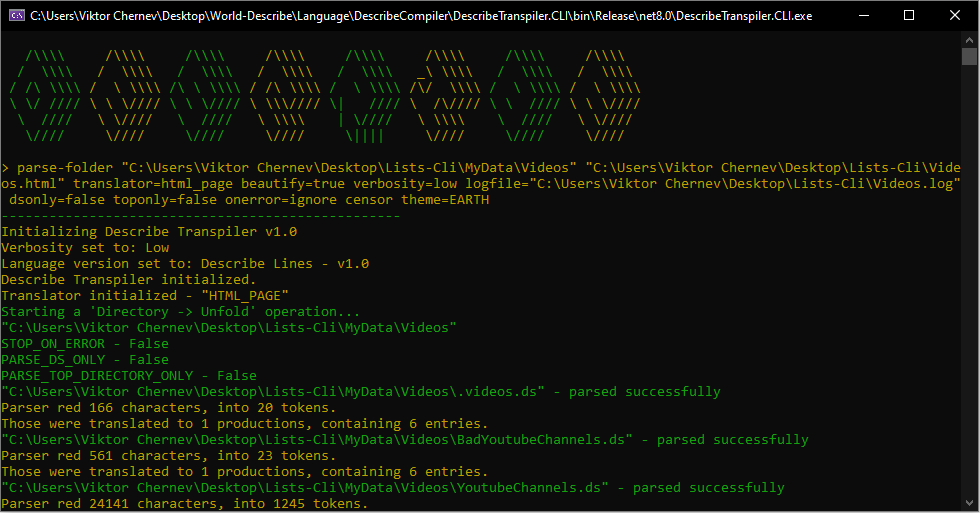 C:\Users\Viktor Chernev\Desktop\World-Describe\Language\DescribeCompiler\DescribeTranspiler.CLI\bin\Release\net8.0\DescribeTranspiler.CLI.exe
> parse-folder "C:\Users\Viktor Chernev\Desktop\Lists-Cli\MyData\Videos" "C:\Users\Viktor Chernev\Desktop\Lists-Cli\Vide
os.html" translator=html_page beautify=true verbosity=low logfile="C:\Users\Viktor Chernev\Desktop\Lists-Cli\Videos.log"
dsonly=false toponly=false onerror=ignore censor theme=EARTH
--------------------------------------------------
Initializing Describe Transpiler v1.0
Verbosity set to: Low
Language version set to: Describe Lines - v1.0
Describe Transpiler initialized.
Translator initialized - "HTML_PAGE"
Starting a 'Directory -> Unfold' operation...
"C:\Users\Viktor Chernev\Desktop\Lists-Cli\MyData\Videos"
STOP_ON_ERROR - False
PARSE_DS_ONLY - False
PARSE_TOP_DIRECTORY_ONLY - False
"C:\Users\Viktor Chernev\Desktop\Lists-Cli\MyData\Videos\.videos.ds" - parsed successfully
Parser red 166 characters, into 20 tokens.
Those were translated to 1 productions, containing 6 entries.
"C:\Users\Viktor Chernev\Desktop\Lists-Cli\MyData\Videos\BadYoutubeChannels.ds" - parsed successfully
Parser red 561 characters, into 23 tokens.
Those were translated to 1 productions, containing 6 entries.
"C:\Users\Viktor Chernev\Desktop\Lists-Cli\MyData\Videos\YoutubeChannels.ds" - parsed successfully
Parser red 24141 characters, into 1245 tokens.